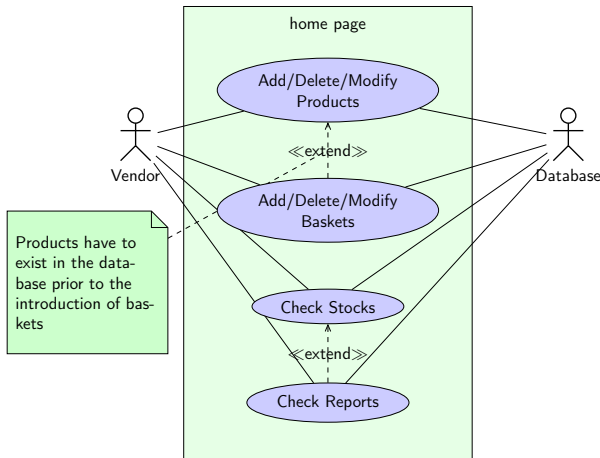 home page
Add/Delete/Modify
Products
≪extend≫
Vendor
Database
Add/Delete/Modify
Baskets
Products have to
exist in the data-
base prior to the
introduction of bas-
kets
Check Stocks
≪extend≫
Check Reports